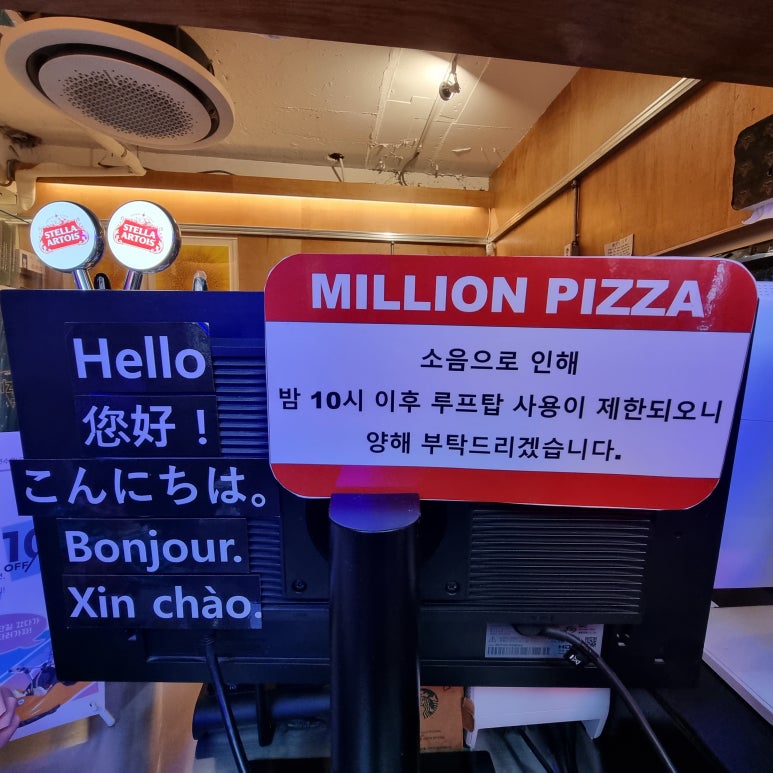 STELLA ARTOIS
STELLA ARTOIS
MILLION PIZZA
소음으로 인해
밤 10시 이후 루프탑 사용이 제한되오니
양해 부탁드리겠습니다.
Hello
您好！
こんにちは。
Bonjour.
Xin chào.
10
OFF